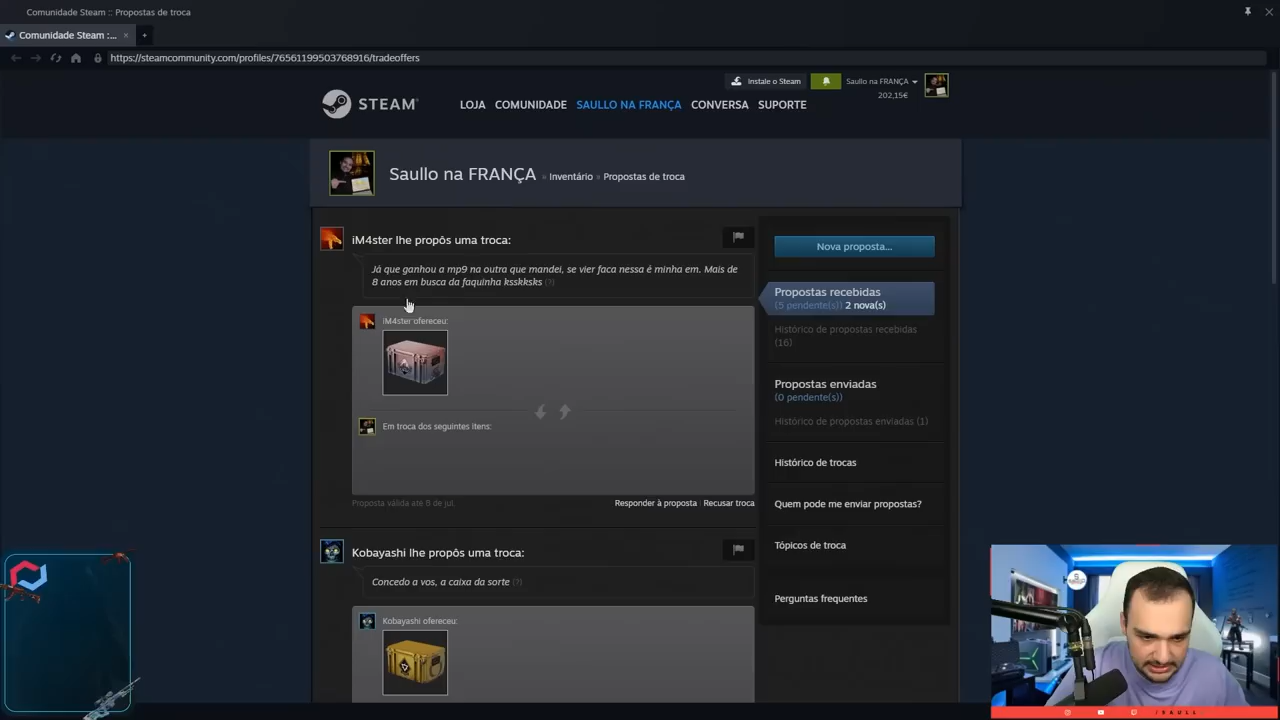 Comunidade Steam :: Propostas de troca
Comunidade Steam :...
https://steamcommunity.com/profiles/76561199503768916/tradeoffers
Instale o Steam
Saullo na FRANÇA
202,15€
STEAM
LOJA COMUNIDADE SAULLO NA FRANÇA CONVERSA SUPORTE
Saullo na FRANÇA » Inventário » Propostas de troca
iM4ster lhe propôs uma troca:
Já que ganhou a mp9 na outra que mandei, se vier faca nessa é minha em. Mais de
8 anos em busca da faquinha ksskksks (?)
iM4ster ofereceu:
Em troca dos seguintes itens:
Proposta válida até 8 de jul.
Responder à proposta | Recusar troca
Kobayashi lhe propôs uma troca:
Concedo a vos, a caixa da sorte (?)
Kobayashi ofereceu:
Nova proposta...
Propostas recebidas
(5 pendente(s)) 2 nova(s)
Histórico de propostas recebidas
(16)
Propostas enviadas
(0 pendente(s))
Histórico de propostas enviadas (1)
Histórico de trocas
Quem pode me enviar propostas?
Tópicos de troca
Perguntas frequentes